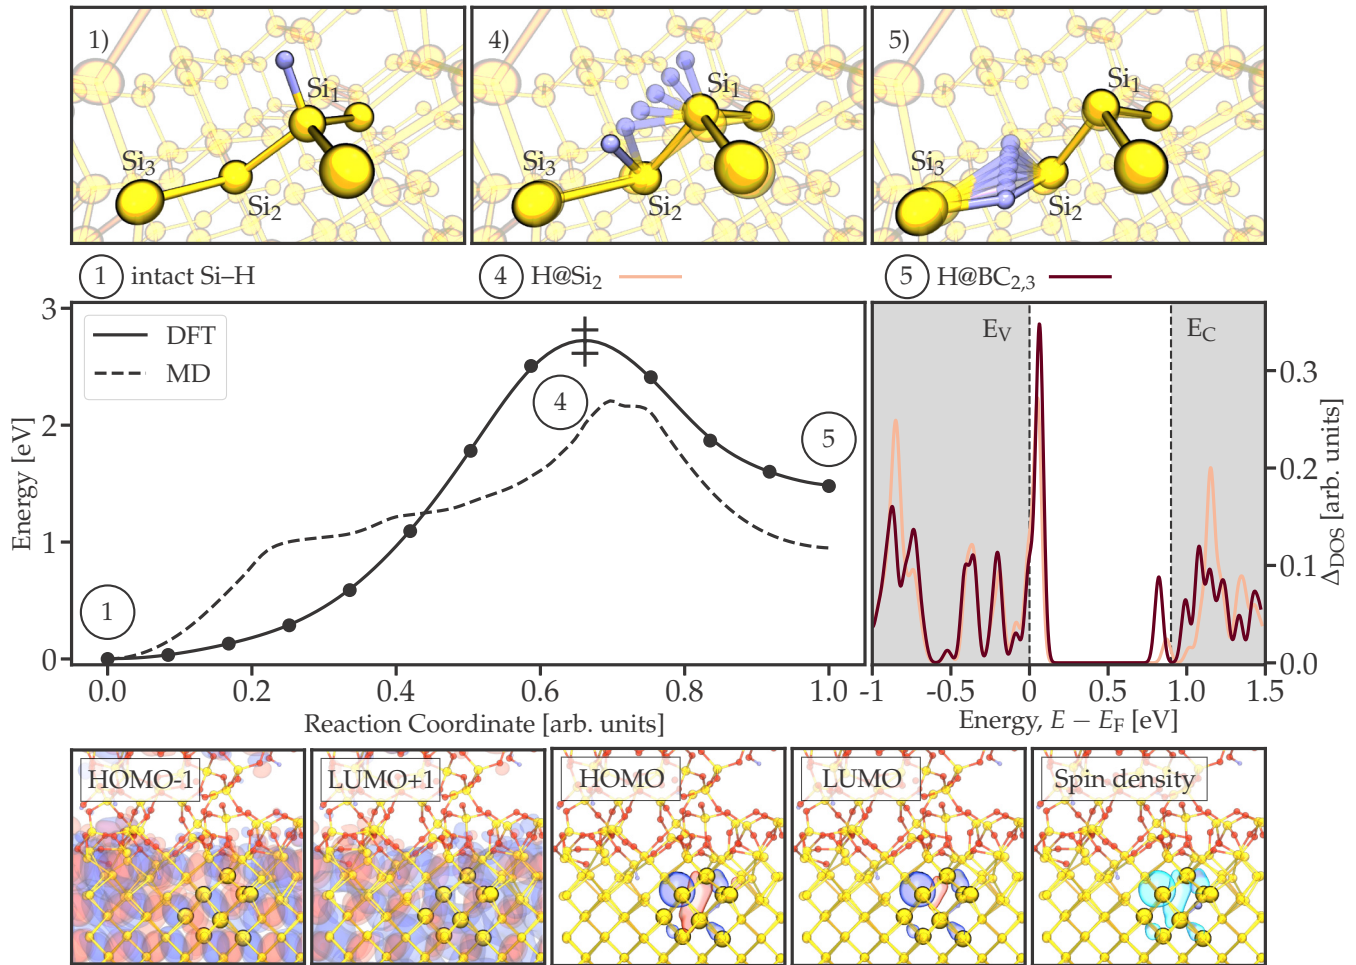 1)
Si1
Si3
Si2
4)
Si1
Si3
Si2
5)
Si1
Si3
Si2
1 intact Si–H
4 H@Si2
5 H@BC2,3
DFT
MD
1
4
5
Energy [eV]
3
2
1
0
0.0 0.2 0.4 0.6 0.8 1.0
Reaction Coordinate [arb. units]
EV
EC
0.3
0.2
0.1
0.0
ΔDOS [arb. units]
-1 -0.5 0 0.5 1.0 1.5
Energy, E − EF [eV]
HOMO-1
LUMO+1
HOMO
LUMO
Spin density